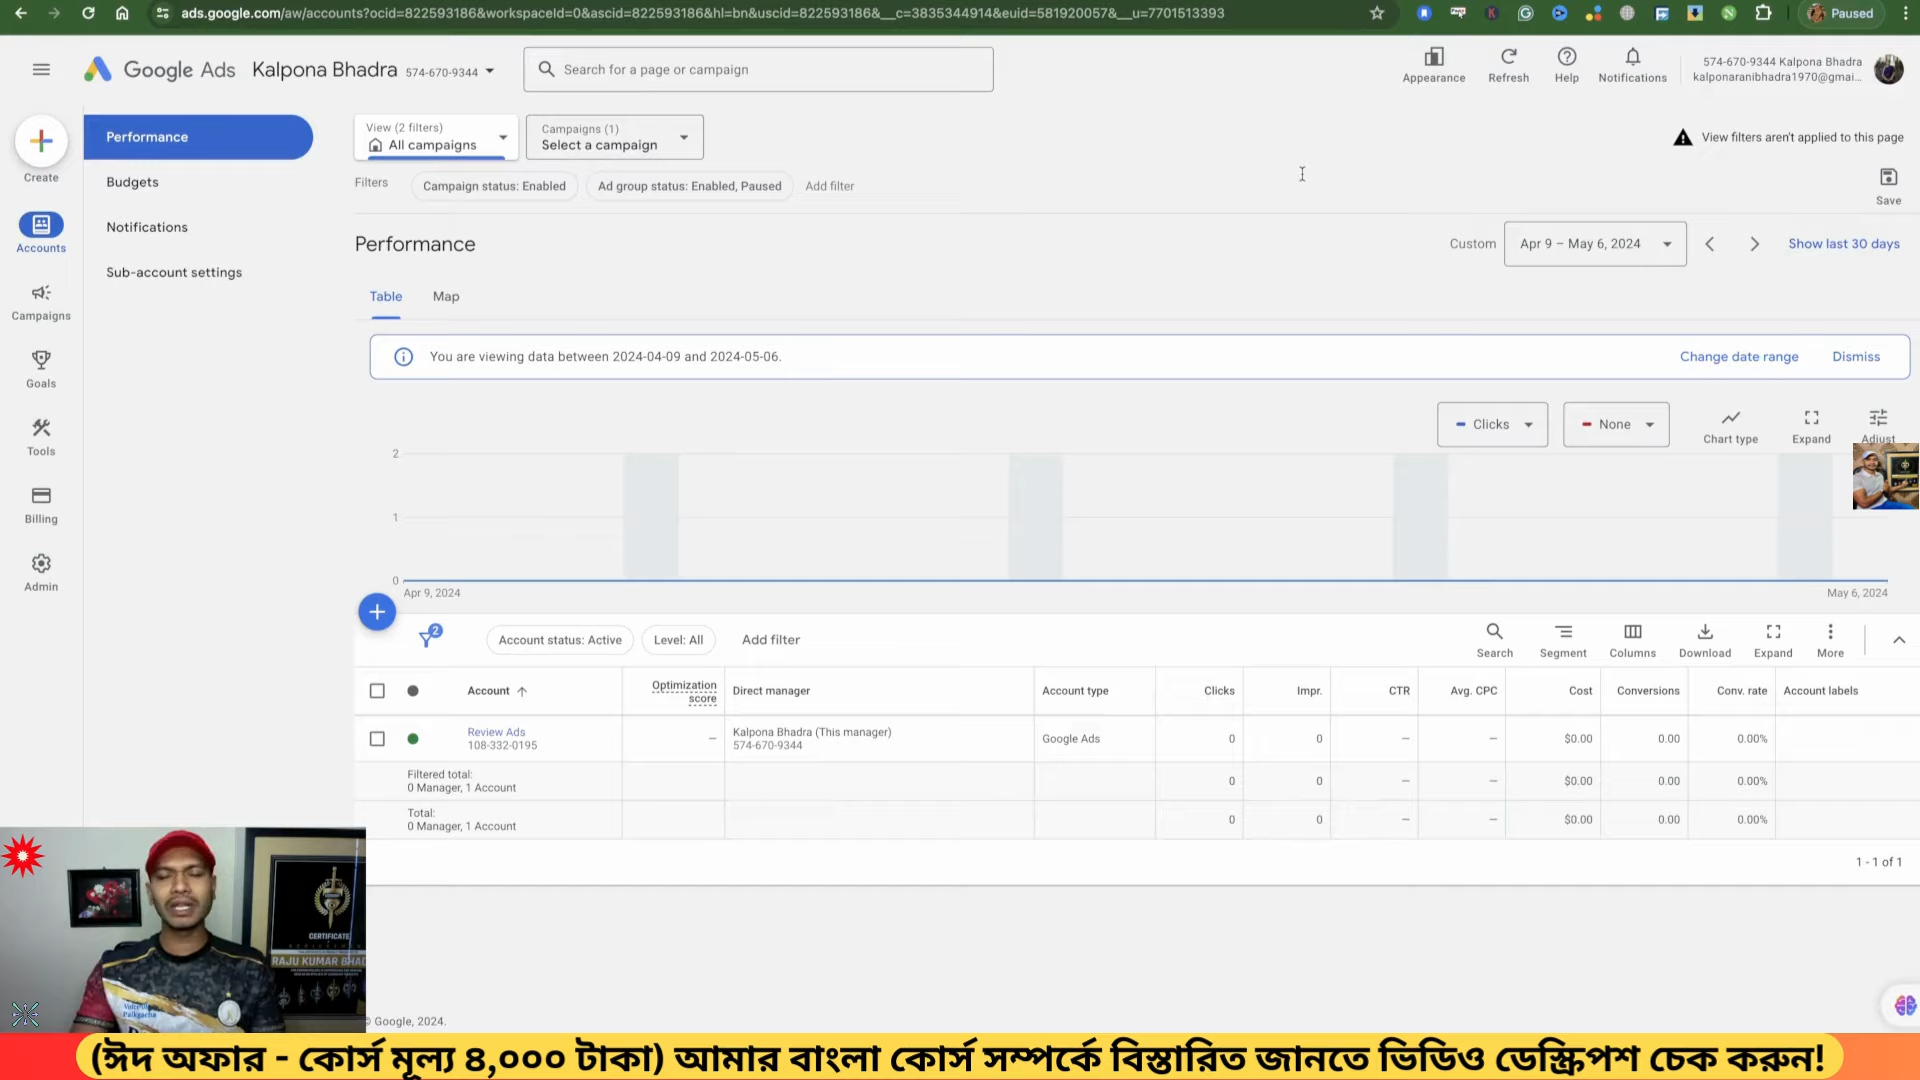 ads.google.com/aw/accounts?ocid=822593186&workspaceId=0&ascid=822593186&hl=bn&uscid=822593186&__c=3835344914&euid=581920057&__u=7701513393
Paused
Google Ads
Kalpona Bhadra 574-670-9344
Search for a page or campaign
Appearance
Refresh
Help
Notifications
574-670-9344 Kalpona Bhadra
kalponaranibhadra1970@gmai...
Create
Accounts
Campaigns
Goals
Tools
Billing
Admin
Performance
Budgets
Notifications
Sub-account settings
View (2 filters)
All campaigns
Campaigns (1)
Select a campaign
View filters aren't applied to this page
Filters
Campaign status: Enabled
Ad group status: Enabled, Paused
Add filter
Save
Performance
Custom
Apr 9 – May 6, 2024
Show last 30 days
Table
Map
You are viewing data between 2024-04-09 and 2024-05-06.
Change date range
Dismiss
Clicks
None
Chart type
Expand
Adjust
2
1
0
Apr 9, 2024
May 6, 2024
2
Account status: Active
Level: All
Add filter
Search
Segment
Columns
Download
Expand
More
Account
Optimization score
Direct manager
Account type
Clicks
Impr.
CTR
Avg. CPC
Cost
Conversions
Conv. rate
Account labels
Review Ads
108-332-0195
–
Kalpona Bhadra (This manager)
574-670-9344
Google Ads
0
0
–
–
$0.00
0.00
0.00%
Filtered total:
0 Manager, 1 Account
0
0
–
–
$0.00
0.00
0.00%
Total:
0 Manager, 1 Account
0
0
–
–
$0.00
0.00
0.00%
1 - 1 of 1
CERTIFICATE
RAJU KUMAR BHAD
© Google, 2024.
(ঈদ অফার - কোর্স মূল্য ৪,০০০ টাকা) আমার বাংলা কোর্স সম্পর্কে বিস্তারিত জানতে ভিডিও ডেস্ক্রিপশ চেক করুন!